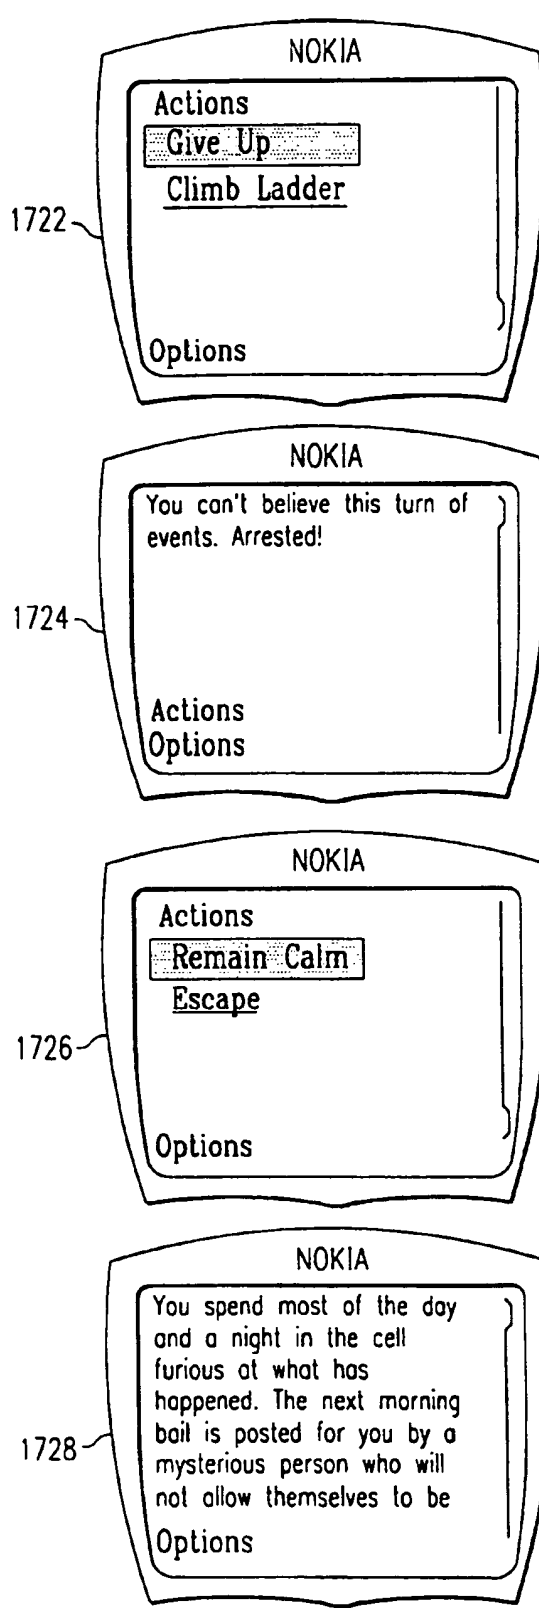 NOKIA
Actions
Give Up
Climb Ladder
1722
Options
NOKIA
You can't believe this turn of
events. Arrested!
1724
Actions
Options
NOKIA
Actions
Remain Calm
Escape
1726
Options
NOKIA
You spend most of the day
and a night in the cell
furious at what has
happened. The next morning
bail is posted for you by a
1728
mysterious person who will
not allow themselves to be
Options